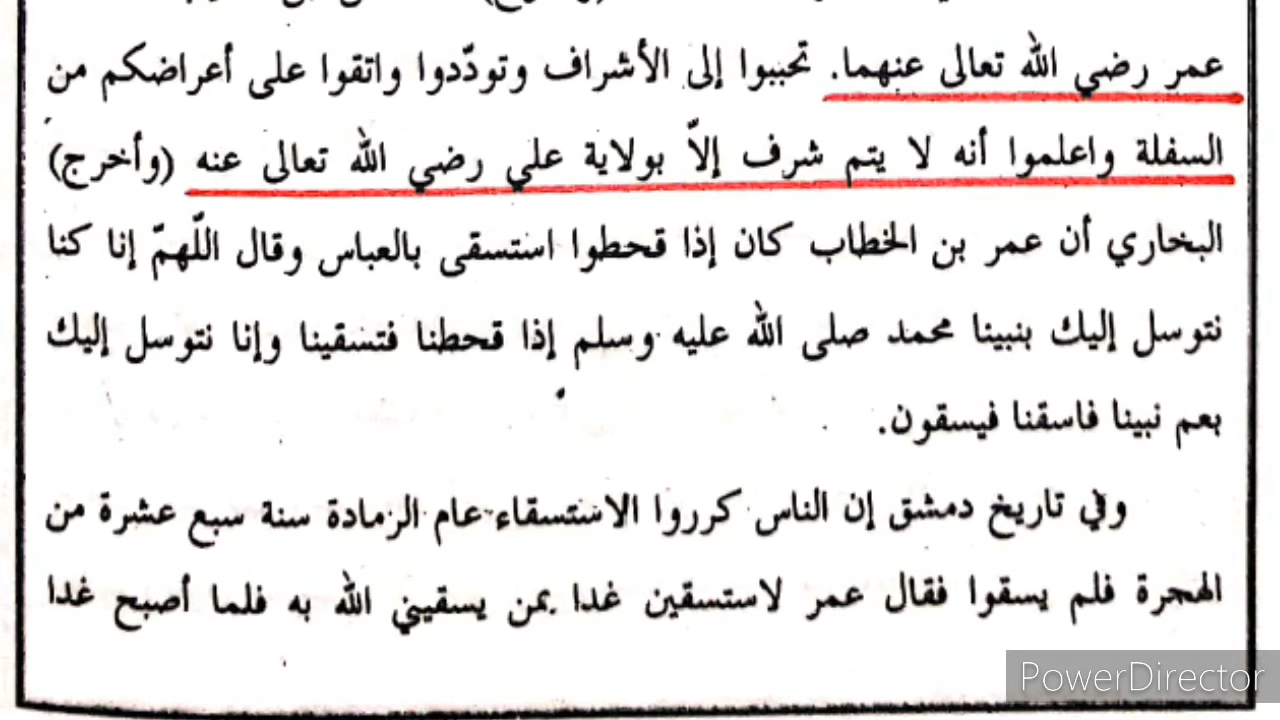 عمر رضي الله تعالى عنهما. تحببوا إلى الأشراف وتودّدوا واتقوا على أعراضكم من
السفلة واعلموا أنه لا يتم شرف إلاّ بولاية علي رضي الله تعالى عنه (وأخرج)
البخاري أن عمر بن الخطاب كان إذا قحطوا استسقى بالعباس وقال اللّهمّ إنا كنا
نتوسل إليك بنبينا محمد صلى الله عليه وسلم إذا قحطنا فتسقينا وإنا نتوسل إليك
بعم نبينا فاسقنا فيسقون.
وفي تاريخ دمشق إن الناس كرروا الاستسقاء عام الرمادة سنة سبع عشرة من
الهجرة فلم يسقوا فقال عمر لاستسقين غدا بمن يسقيني الله به فلما أصبح غدا
PowerDirector